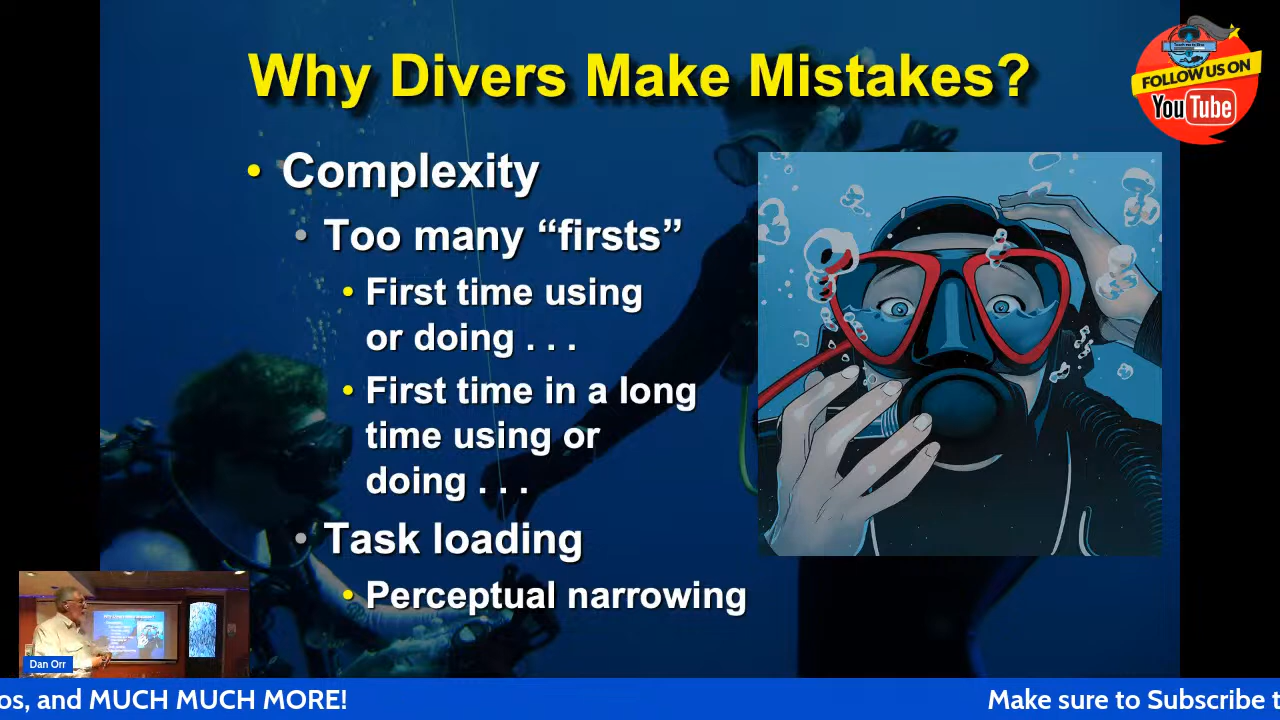 Why Divers Make Mistakes?
FOLLOW US ON
YouTube
• Complexity
• Too many “firsts”
• First time using
or doing . . .
• First time in a long
time using or
doing . . .
• Task loading
• Perceptual narrowing
Dan Orr
os, and MUCH MUCH MORE!
Make sure to Subscribe t